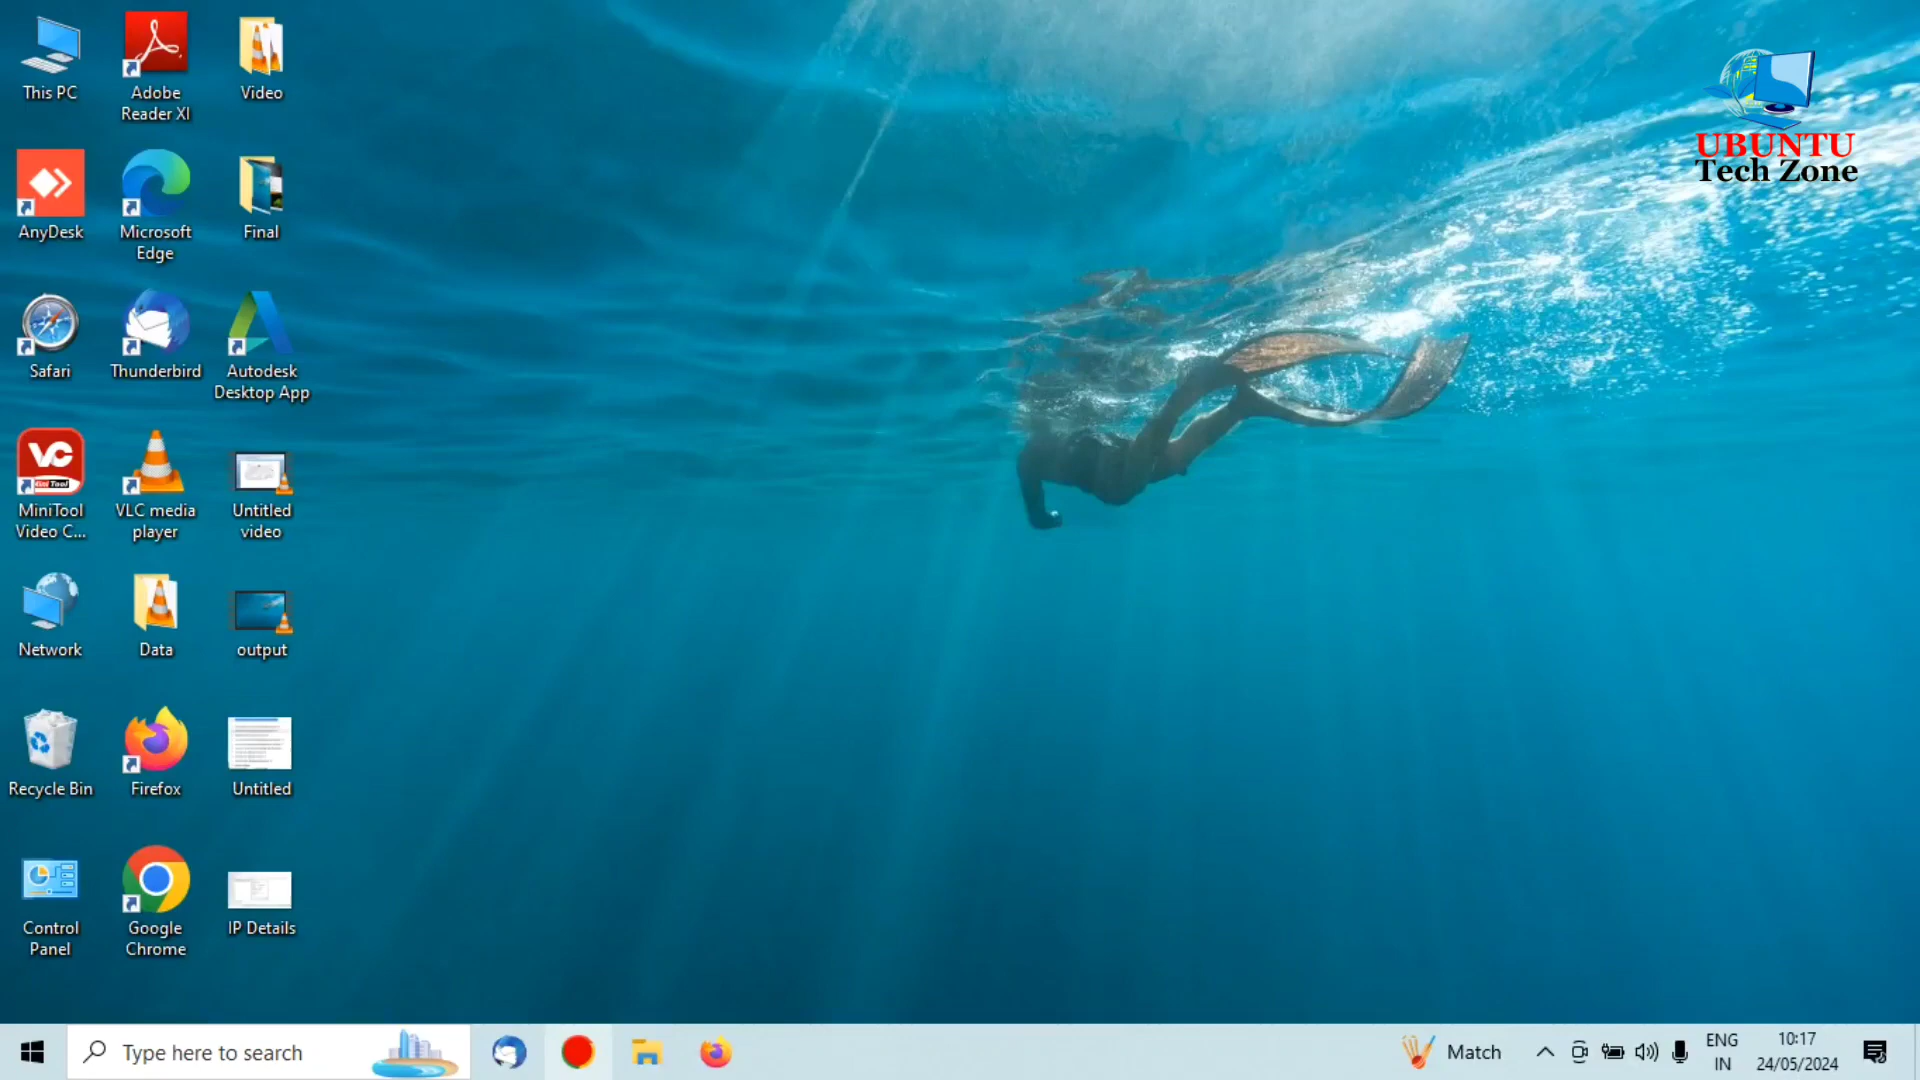 This PC
Adobe
Reader XI
Video
AnyDesk
Microsoft
Edge
Final
Safari
Thunderbird
Autodesk
Desktop App
VC
MiniTool
Video C...
VLC media
player
Untitled
video
Network
Data
output
Recycle Bin
Firefox
Untitled
Control
Panel
Google
Chrome
IP Details
UBUNTU
Tech Zone
Type here to search
Match
ENG
IN
10:17
24/05/2024